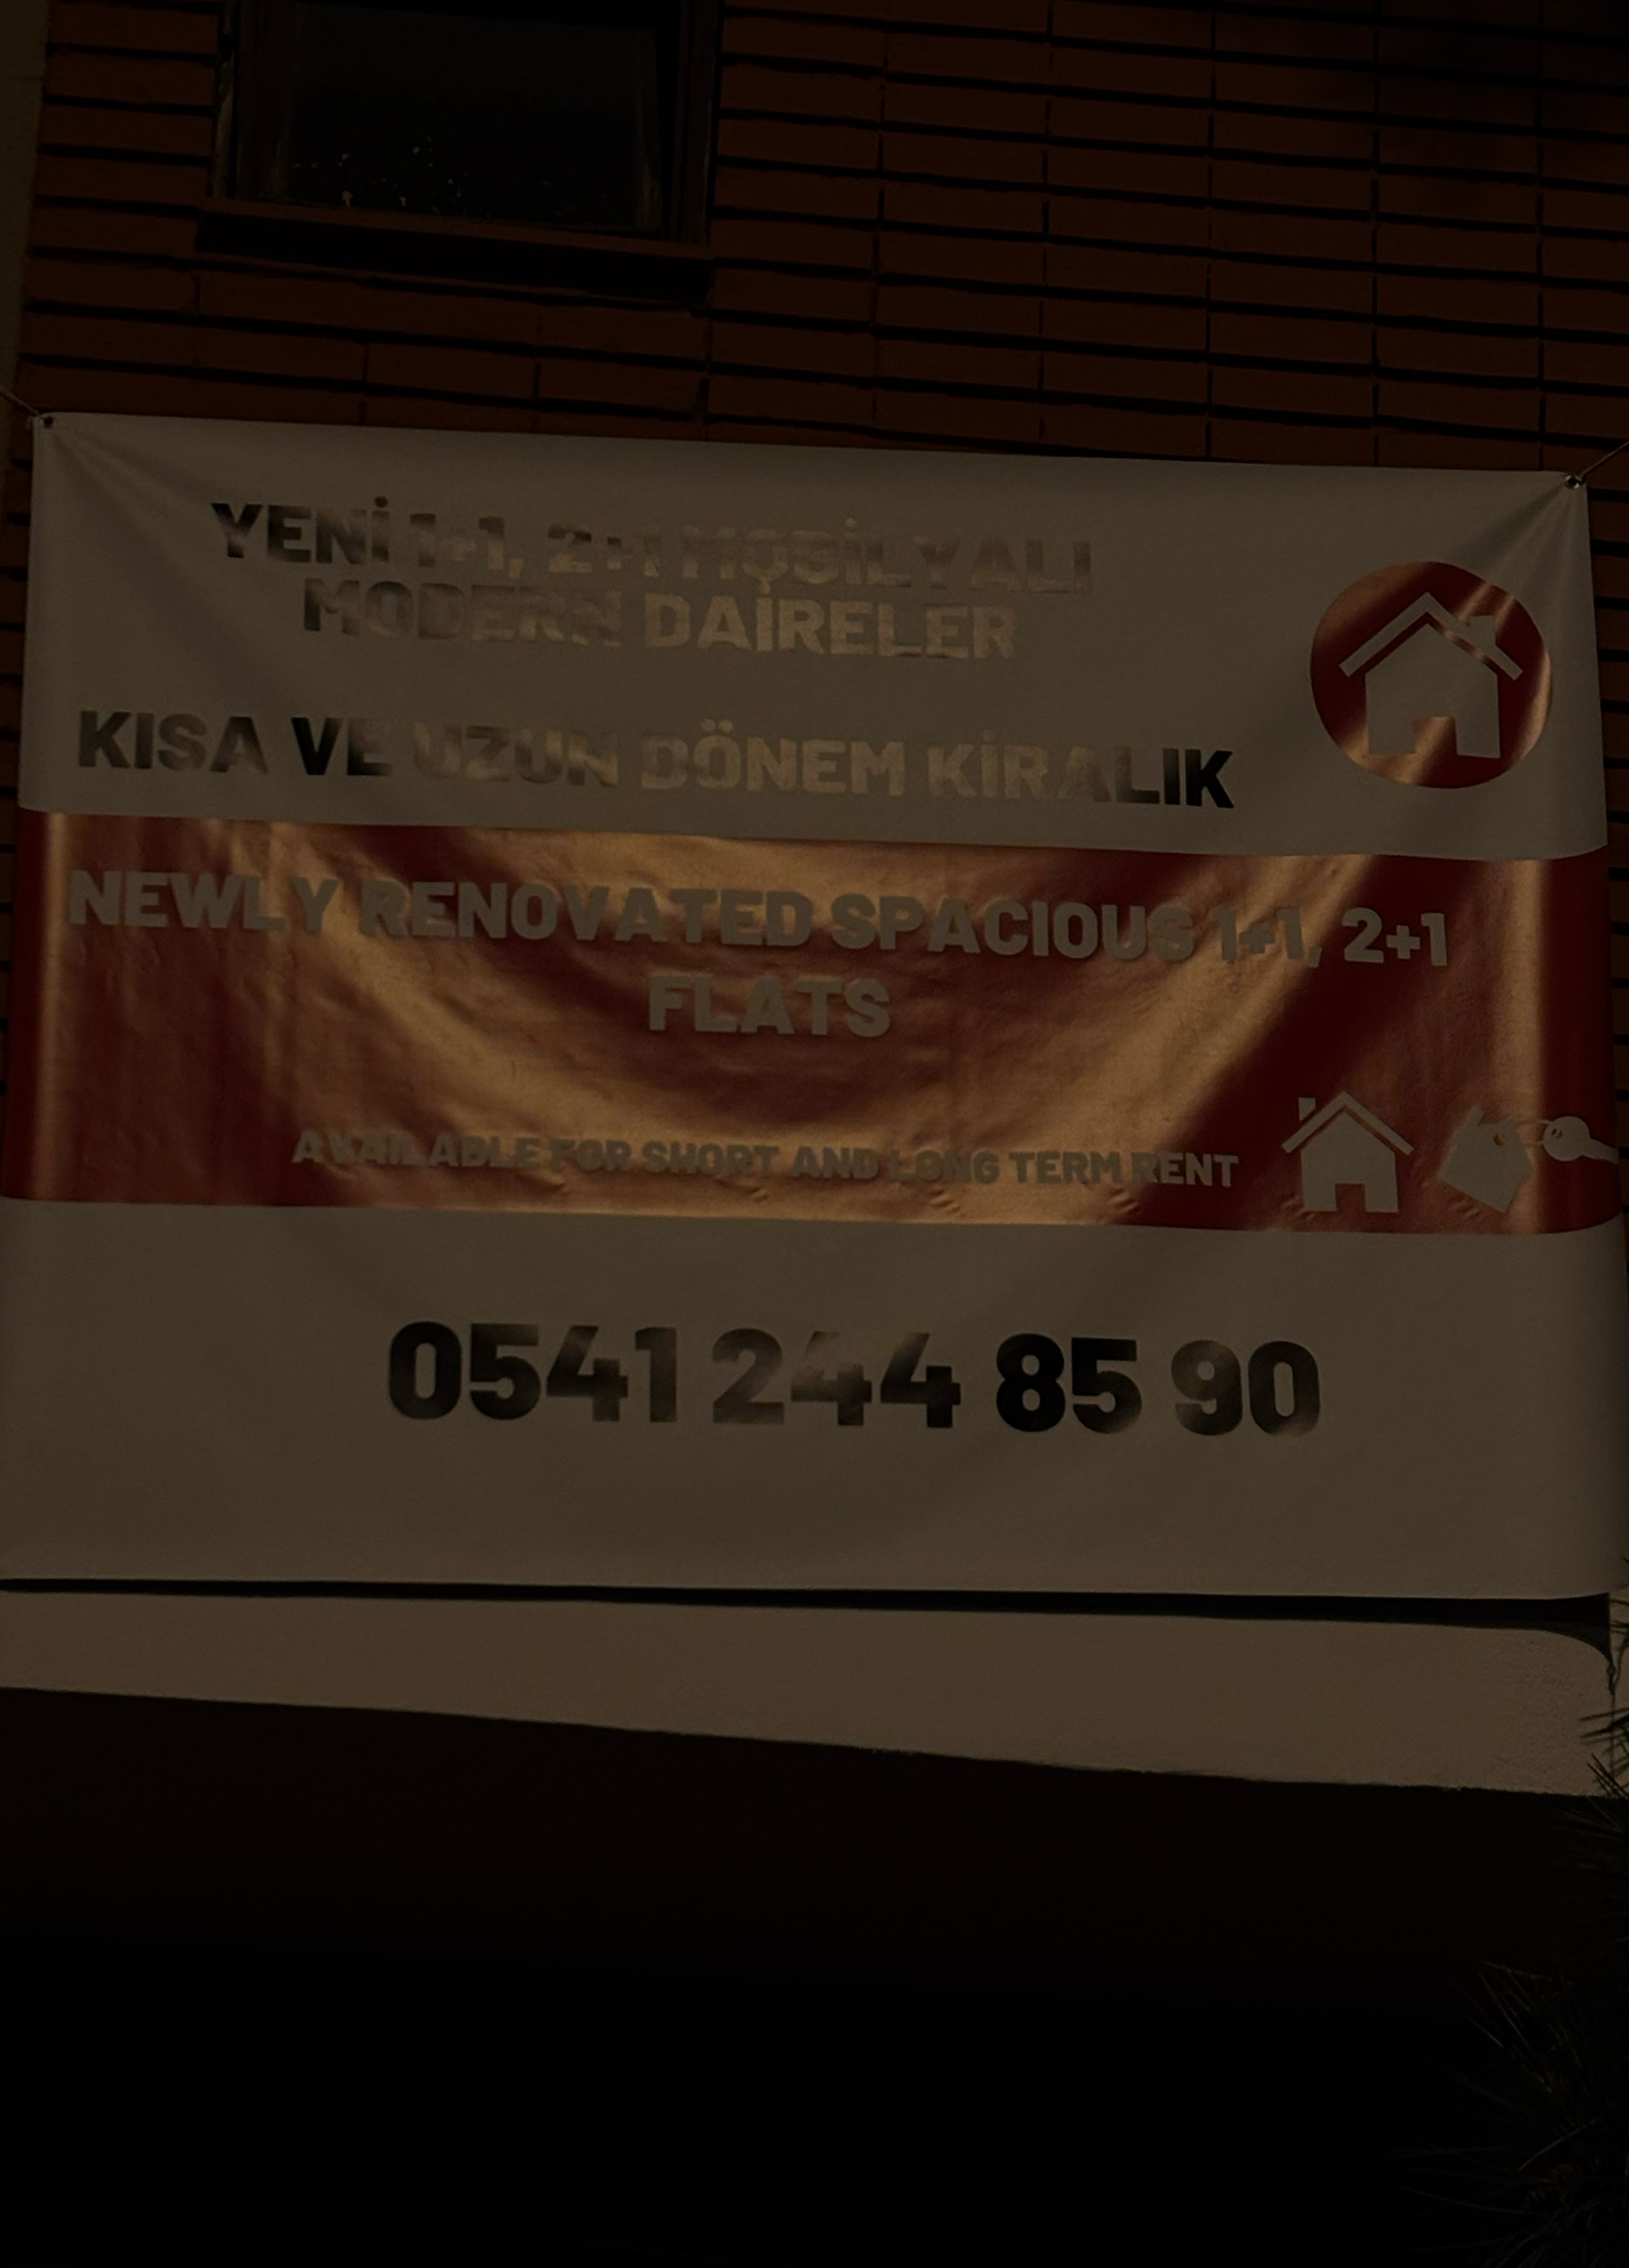 YENİ 1+1, 2+1 MOBİLYALI
MODERN DAİRELER
KISA VE UZUN DÖNEM KİRALIK
NEWLY RENOVATED SPACIOUS 1+1, 2+1
FLATS
AVAILABLE FOR SHORT AND LONG TERM RENT
0541 244 85 90